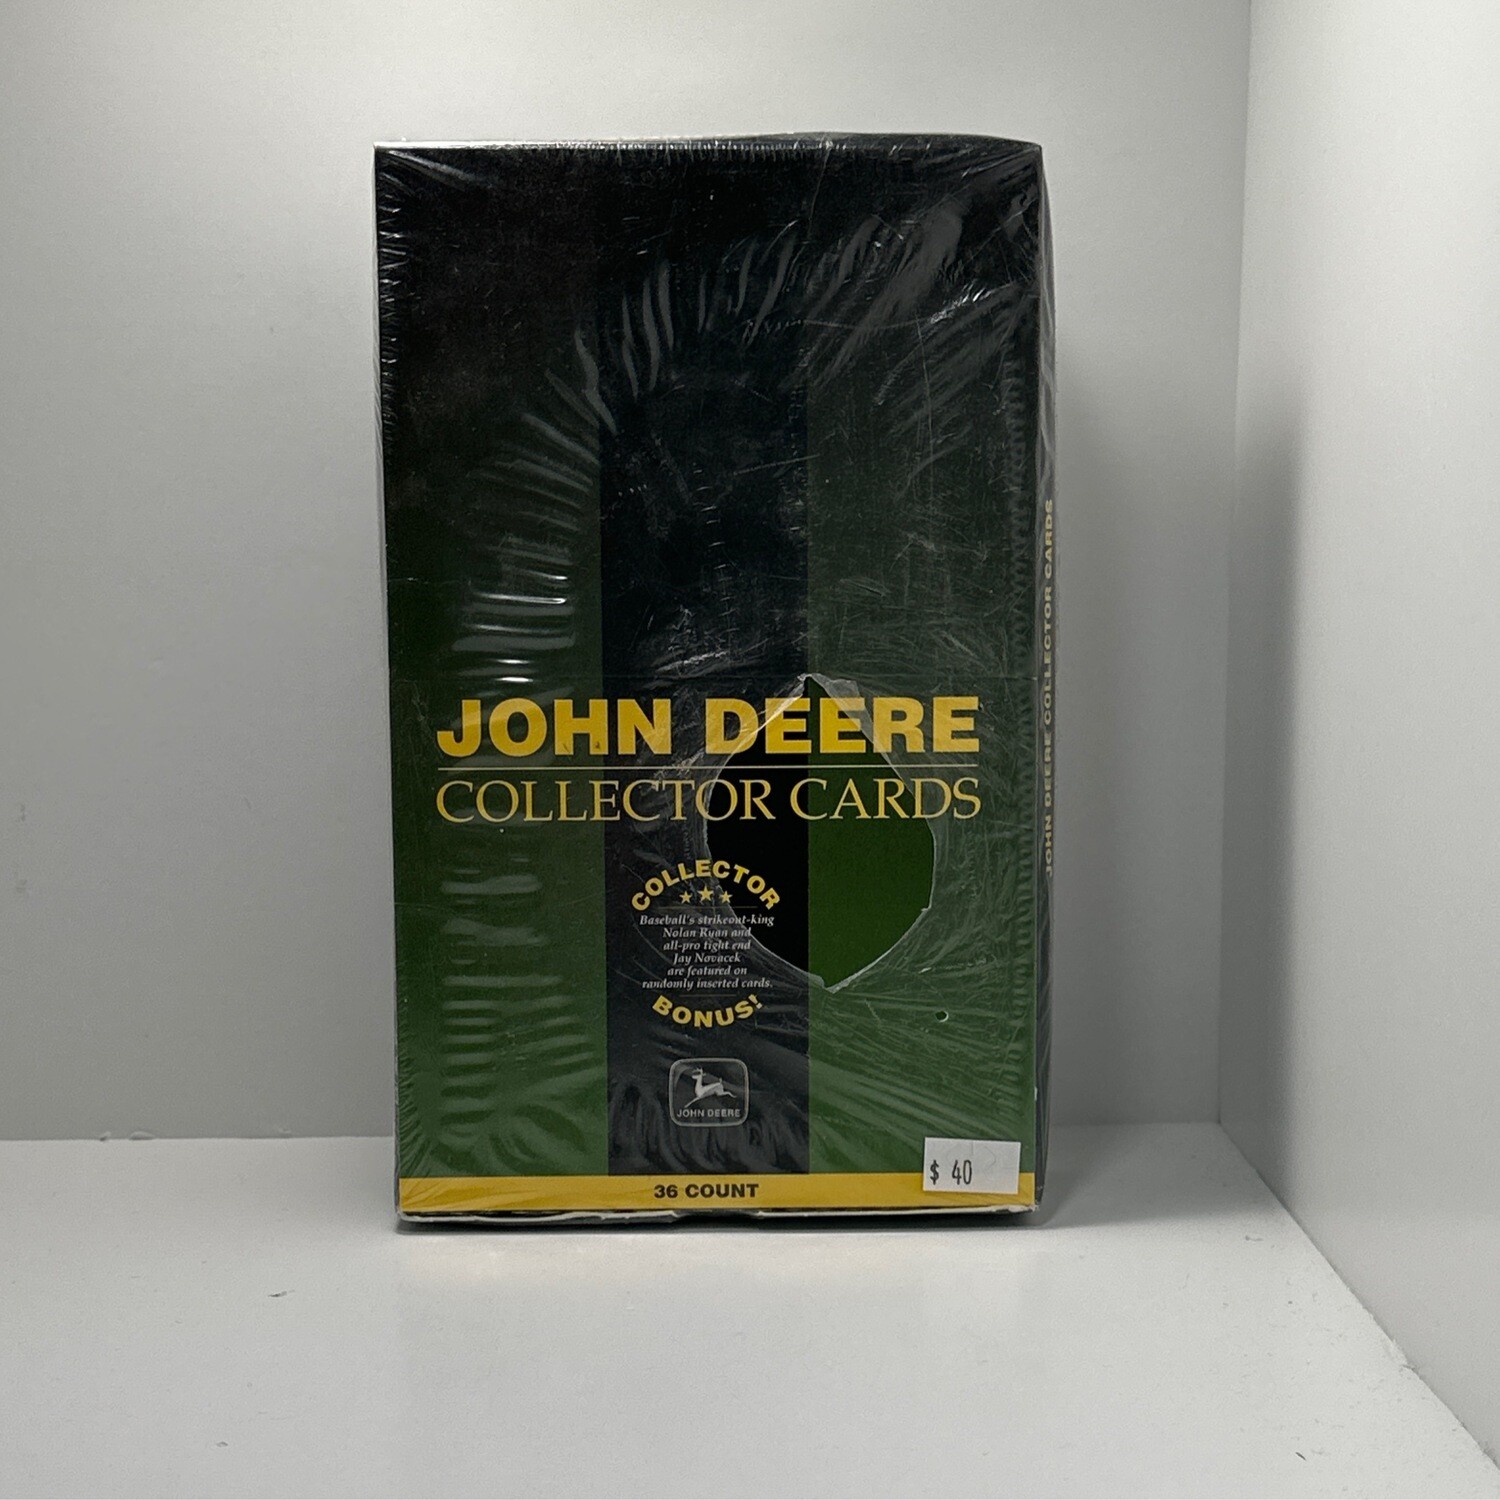 JOHN DEERE
COLLECTOR CARDS
COLLECTOR
Baseball's strikeout-king
Nolan Ryan and
all-pro tight end
Jay Novacek
are featured on
randomly inserted cards.
BONUS!
JOHN DEERE
36 COUNT
$ 40
JOHN DEERE COLLECTOR CARDS